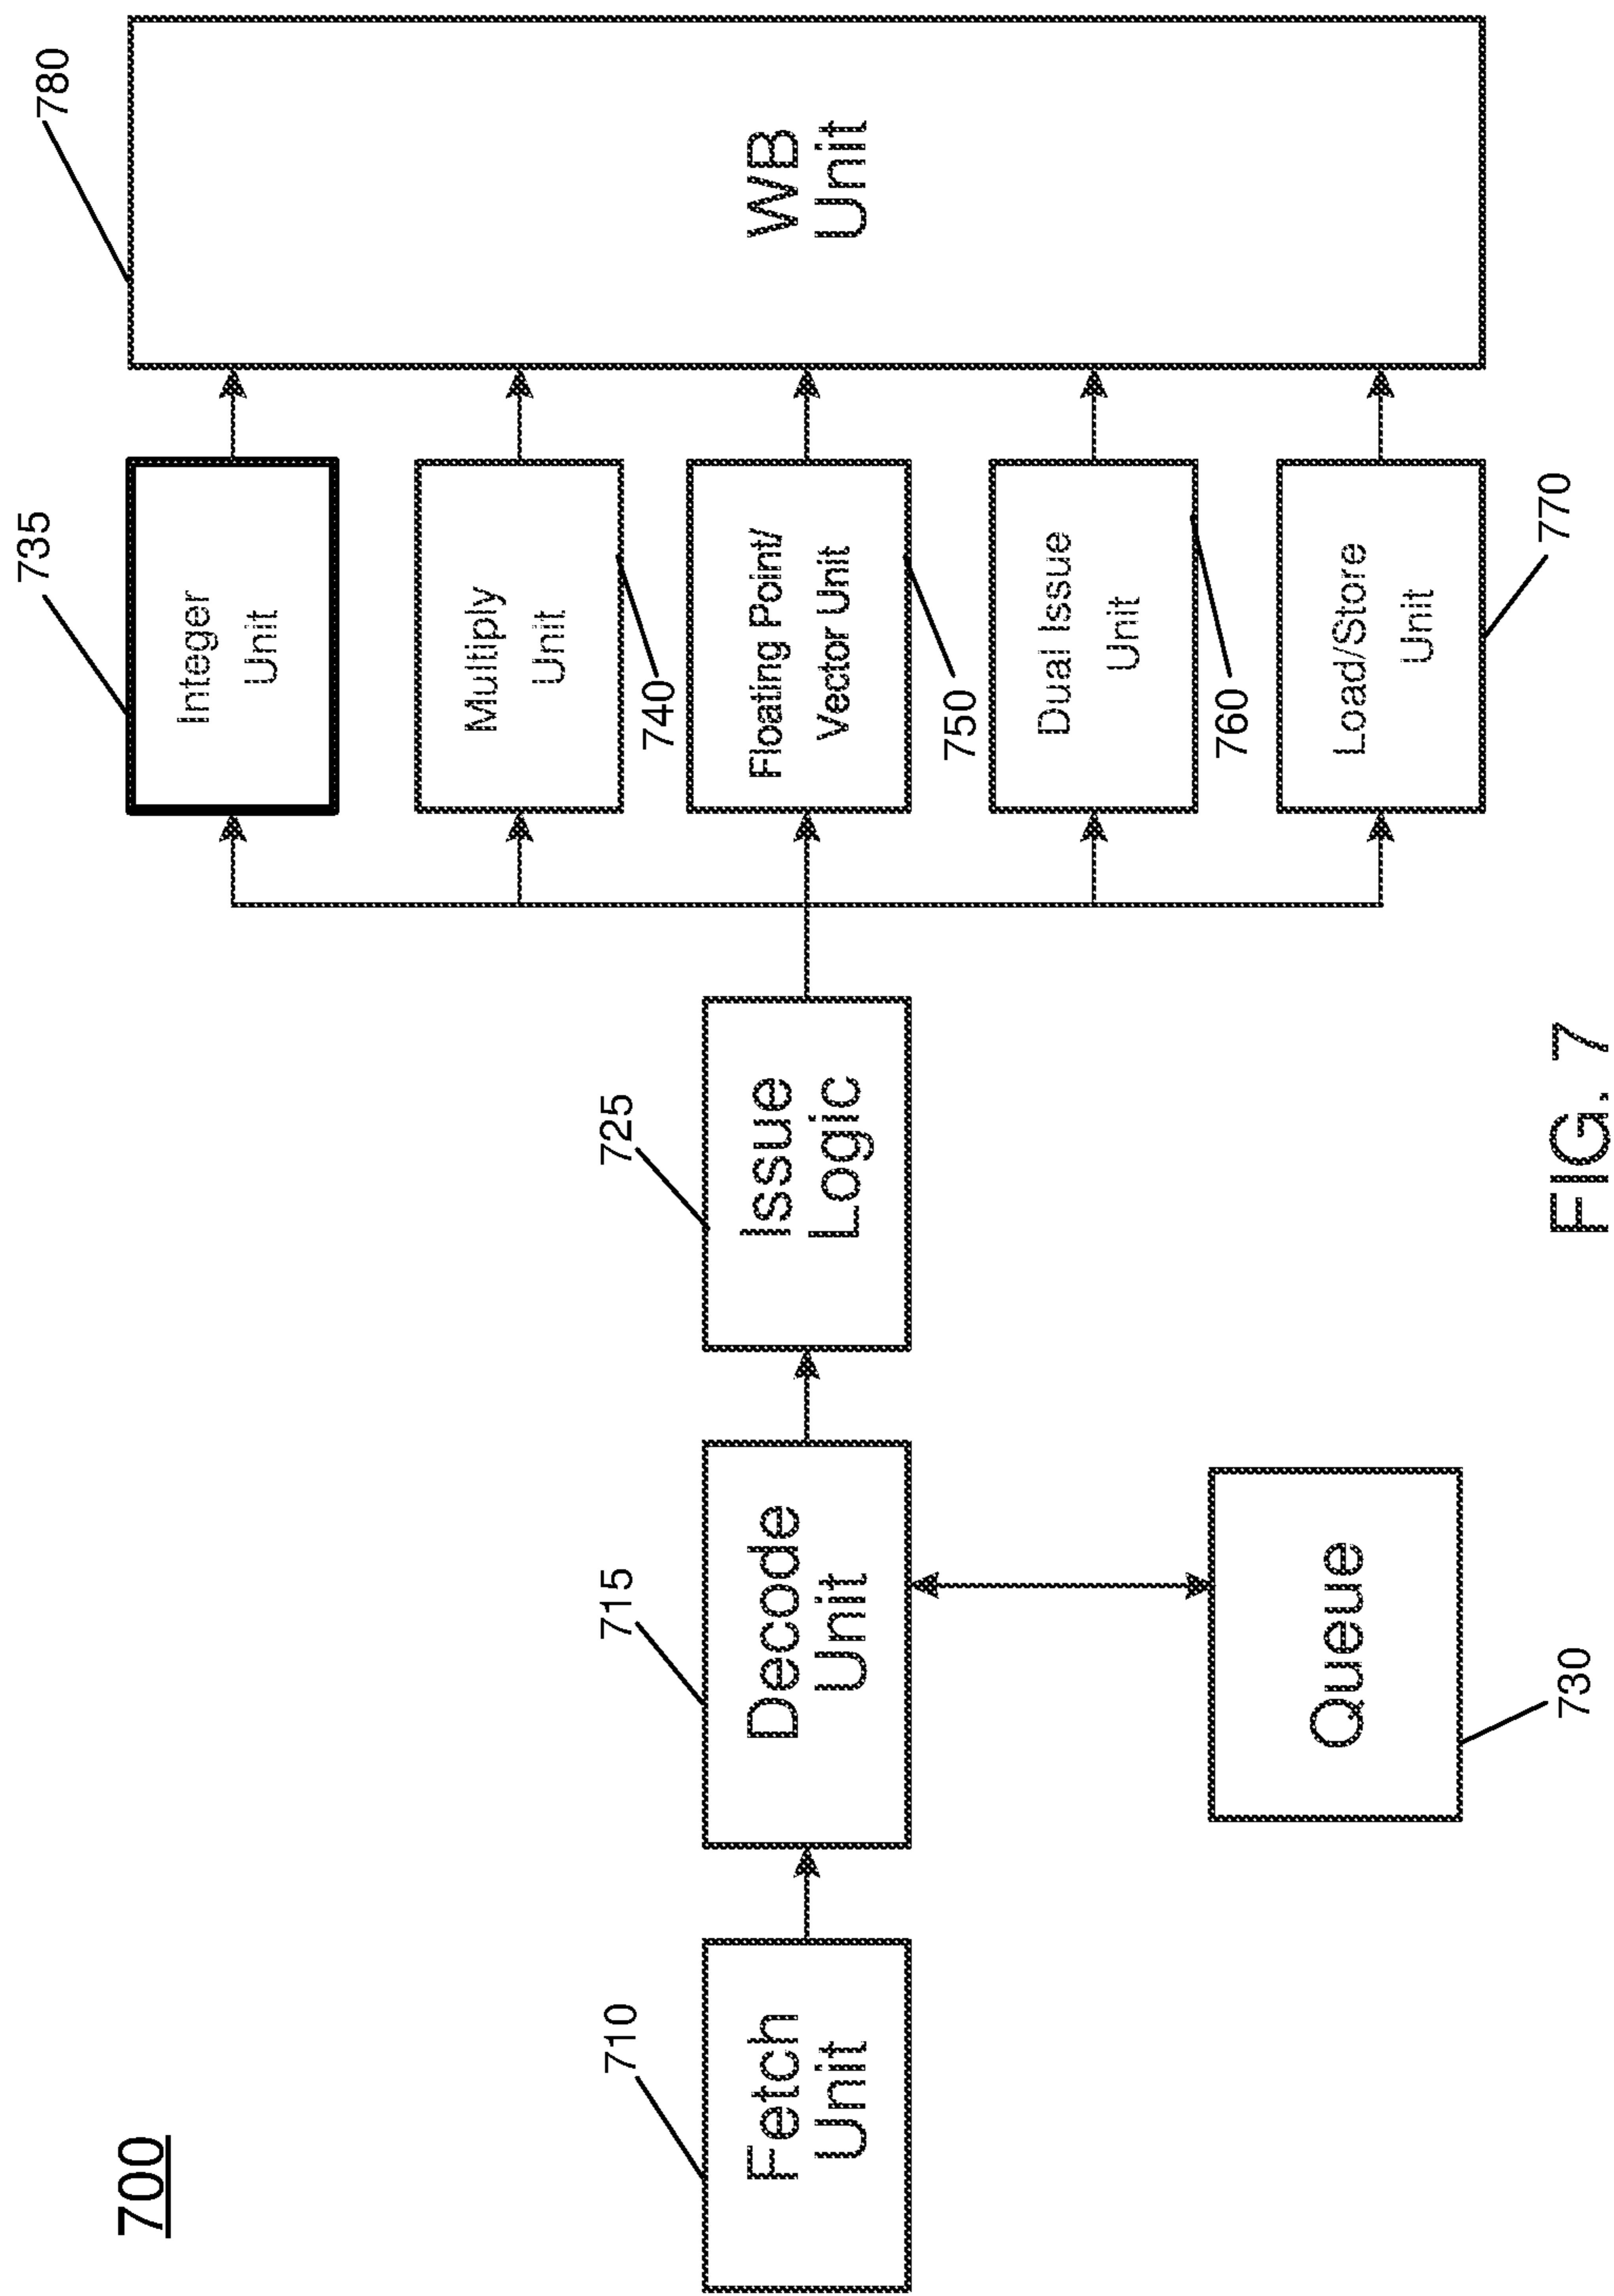 700
710
Fetch
Unit
715
Decode
Unit
Queue
730
725
Issue
Logic
735
Integer
Unit
Multiply
Unit
740
Floating Point/
Vector Unit
750
Dual Issue
Unit
760
Load/Store
Unit
770
780
WB
Unit
FIG. 7